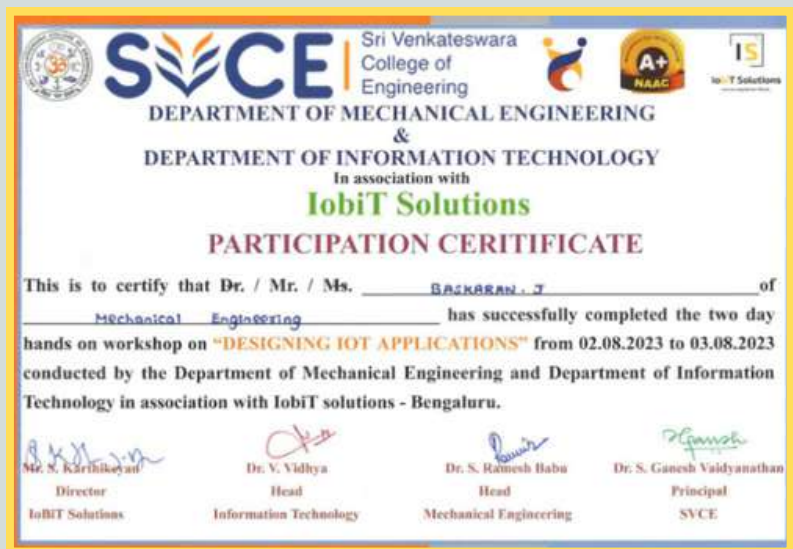 SVCE
Sri Venkateswara
College of
Engineering
A+
NAAC
IS
IobiT Solutions
DEPARTMENT OF MECHANICAL ENGINEERING
&
DEPARTMENT OF INFORMATION TECHNOLOGY
In association with
IobiT Solutions
PARTICIPATION CERITIFICATE
This is to certify that Dr. / Mr. / Ms. BASKARAN. J of
Mechanical Engineering has successfully completed the two day
hands on workshop on “DESIGNING IOT APPLICATIONS” from 02.08.2023 to 03.08.2023
conducted by the Department of Mechanical Engineering and Department of Information
Technology in association with IobiT solutions - Bengaluru.
Mr. S. Karthikeyan Dr. V. Vidhya Dr. S. Ramesh Babu Dr. S. Ganesh Vaidyanathan
Director Head Head Principal
IoBIT Solutions Information Technology Mechanical Engineering SVCE